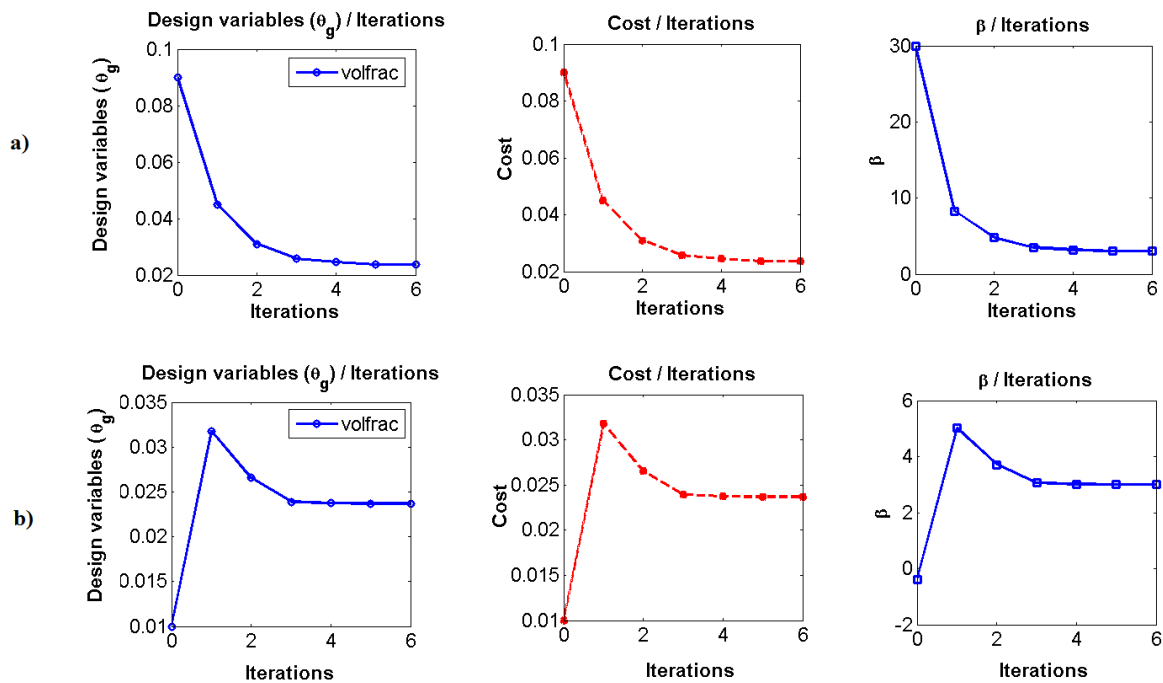 a)
Design variables (θg) / Iterations
Design variables (θg)
0.1
0.08
0.06
0.04
0.02
volfrac
0 2 4 6
Iterations
Cost / Iterations
Cost
0.1
0.08
0.06
0.04
0.02
0 2 4 6
Iterations
β / Iterations
β
30
20
10
0
0 2 4 6
Iterations
b)
Design variables (θg) / Iterations
Design variables (θg)
0.035
0.03
0.025
0.02
0.015
0.01
volfrac
0 2 4 6
Iterations
Cost / Iterations
Cost
0.035
0.03
0.025
0.02
0.015
0.01
0 2 4 6
Iterations
β / Iterations
β
6
4
2
0
-2
0 2 4 6
Iterations